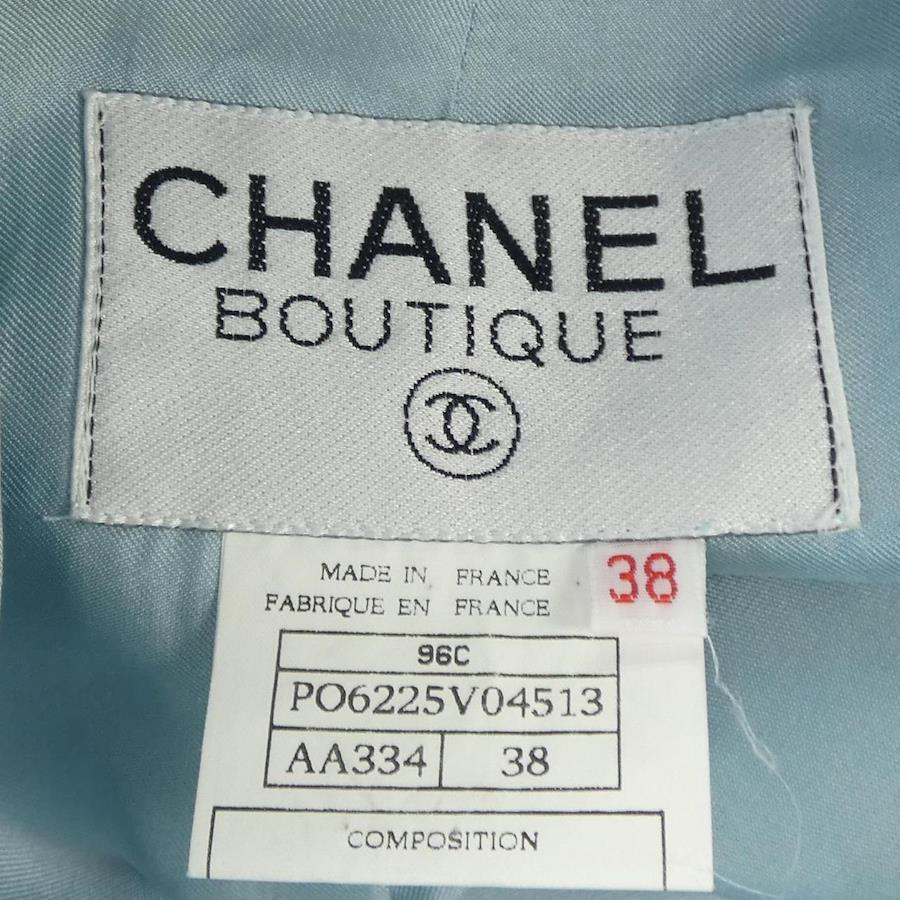 CHANEL
BOUTIQUE
MADE IN FRANCE
38
FABRIQUE EN FRANCE
96C
PO6225V04513
AA334 38
COMPOSITION